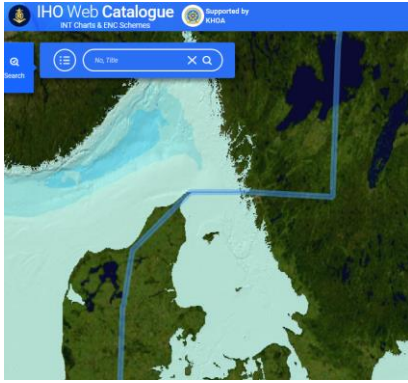 IHO Web Catalogue
INT Charts & ENC Schemes
Supported by
KHOA
Search
No, Title